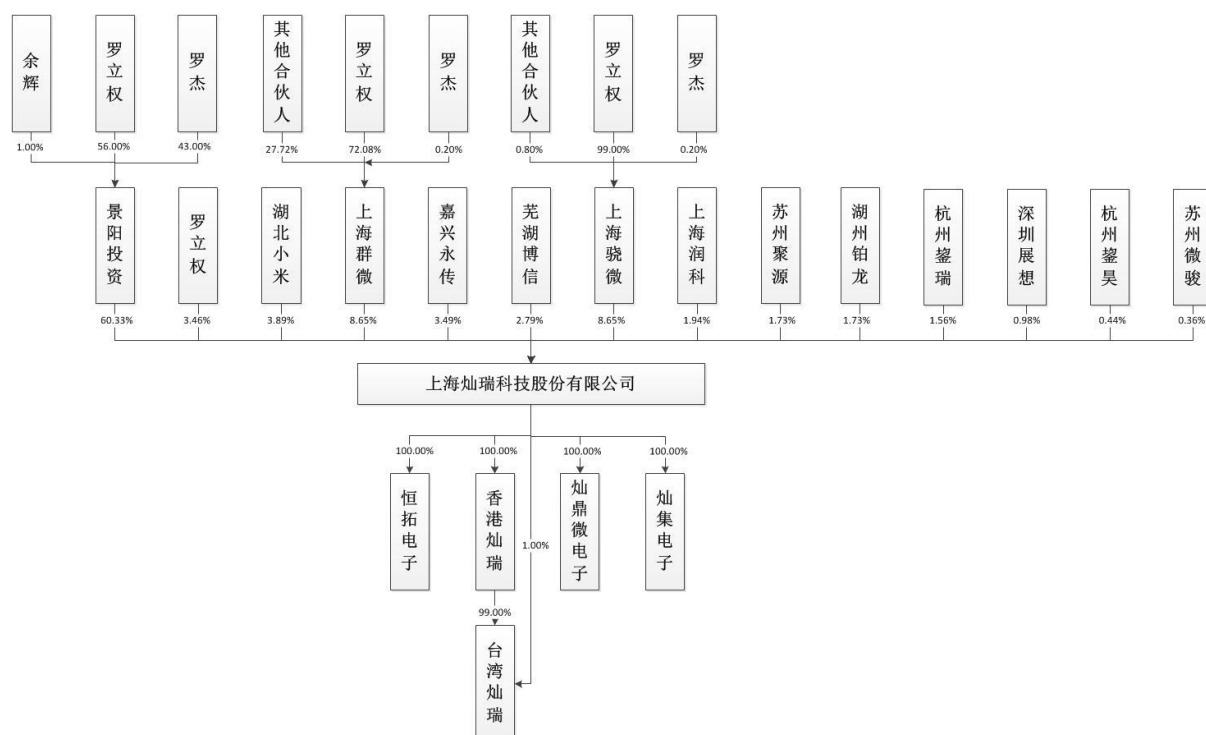 余辉
罗立权
罗杰
其他合伙人
罗立权
罗杰
其他合伙人
罗立权
罗杰
1.00%
56.00%
43.00%
27.72%
72.08%
0.20%
0.80%
99.00%
0.20%
景阳投资
罗立权
湖北小米
上海群微
嘉兴永传
芜湖博信
上海骁微
上海润科
苏州聚源
湖州铂龙
杭州鋆瑞
深圳展想
杭州鋆昊
苏州微骏
60.33%
3.46%
3.89%
8.65%
3.49%
2.79%
8.65%
1.94%
1.73%
1.73%
1.56%
0.98%
0.44%
0.36%
上海灿瑞科技股份有限公司
100.00%
100.00%
100.00%
100.00%
恒拓电子
香港灿瑞
1.00%
灿鼎微电子
灿集电子
99.00%
台湾灿瑞